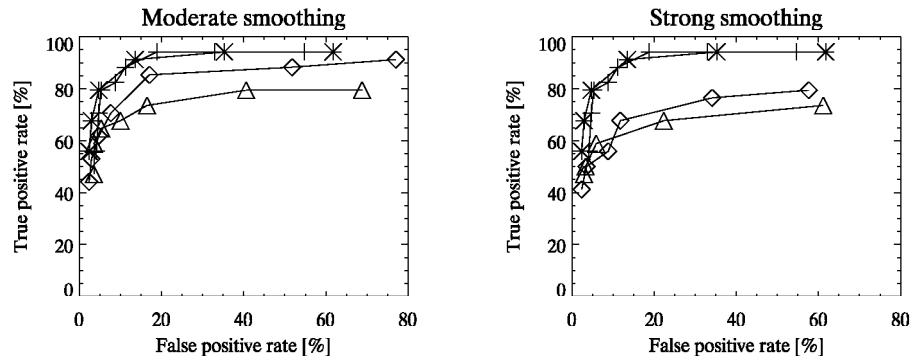 Moderate smoothing
100
80
60
40
20
0
True positive rate [%]
0 20 40 60 80
False positive rate [%]
Strong smoothing
100
80
60
40
20
0
True positive rate [%]
0 20 40 60 80
False positive rate [%]